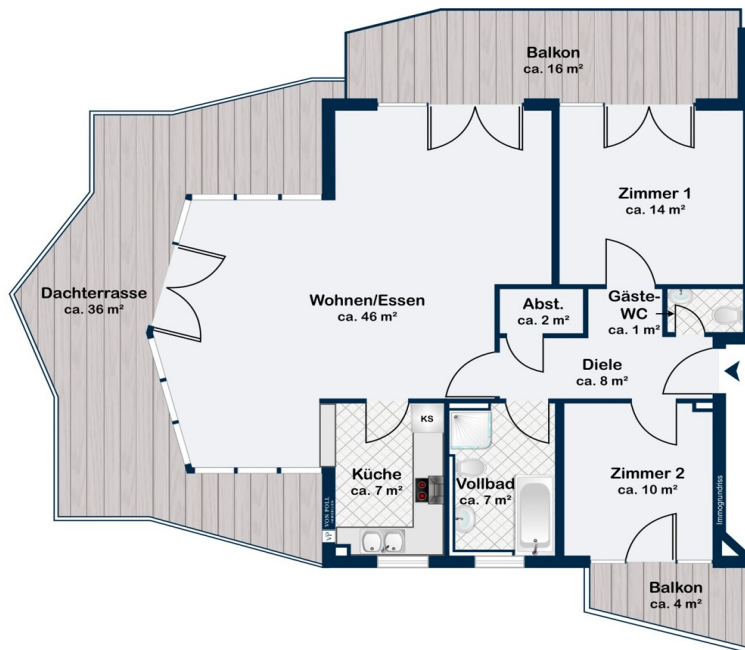 Balkon
ca. 16 m²
Zimmer 1
ca. 14 m²
Dachterrasse
ca. 36 m²
Wohnen/Essen
ca. 46 m²
Abst.
ca. 2 m²
Gäste-
WC
ca. 1 m²
Diele
ca. 8 m²
KS
Küche
ca. 7 m²
Vollbad
ca. 7 m²
Zimmer 2
ca. 10 m²
Immogrundriss
VON POLL
IMMOBILIEN
VP
Balkon
ca. 4 m²